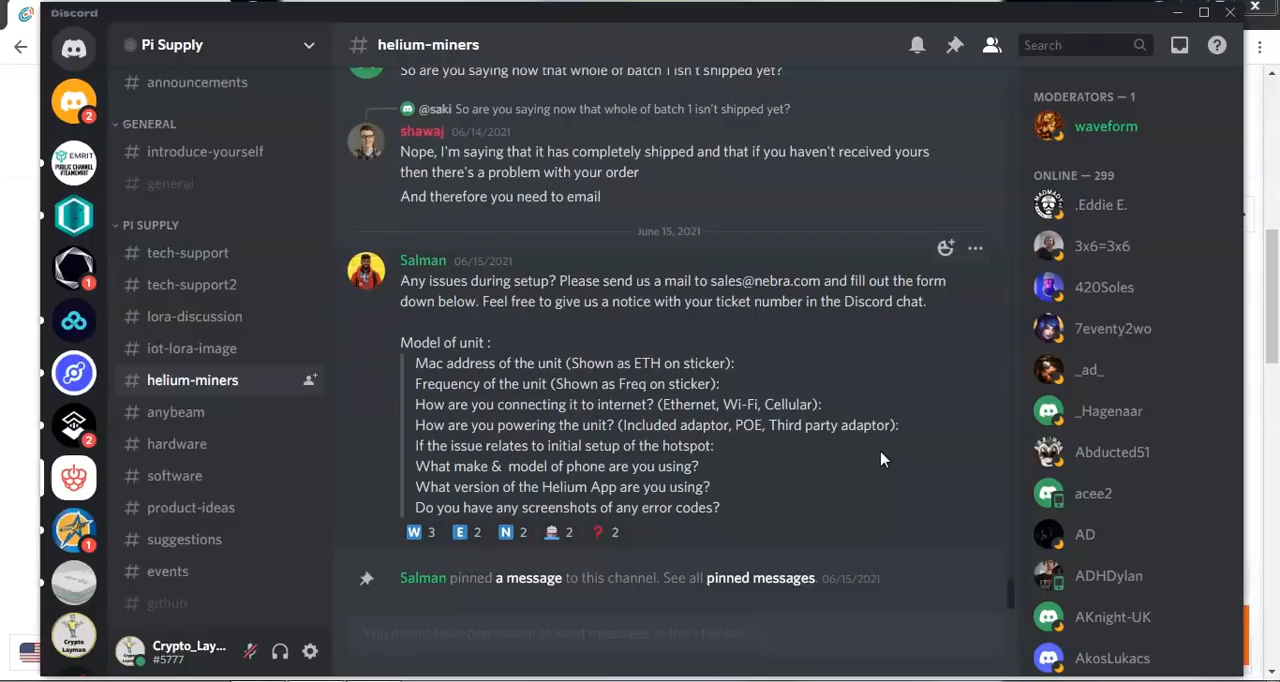 Discord
Pi Supply
announcements
GENERAL
introduce-yourself
general
PI SUPPLY
tech-support
tech-support2
lora-discussion
iot-lora-image
helium-miners
anybeam
hardware
software
product-ideas
suggestions
events
github
Crypto_Lay...
#5777
EMRIT
PUBLIC CHANNEL
#TEAMEMRIT
2
1
2
1
Crypto
Layman
helium-miners
Search
So are you saying now that whole of batch 1 isn't shipped yet?
@saki So are you saying now that whole of batch 1 isn't shipped yet?
shawaj 06/14/2021
Nope, I'm saying that it has completely shipped and that if you haven't received yours
then there's a problem with your order
And therefore you need to email
June 15, 2021
Salman 06/15/2021
Any issues during setup? Please send us a mail to sales@nebra.com and fill out the form
down below. Feel free to give us a notice with your ticket number in the Discord chat.
Model of unit :
Mac address of the unit (Shown as ETH on sticker):
Frequency of the unit (Shown as Freq on sticker):
How are you connecting it to internet? (Ethernet, Wi-Fi, Cellular):
How are you powering the unit? (Included adaptor, POE, Third party adaptor):
If the issue relates to initial setup of the hotspot:
What make & model of phone are you using?
What version of the Helium App are you using?
Do you have any screenshots of any error codes?
W 3 E 2 N 2 2 ? 2
Salman pinned a message to this channel. See all pinned messages. 06/15/2021
You do not have permission to send messages in this channel.
MODERATORS — 1
waveform
ONLINE — 299
.Eddie E.
3x6=3x6
420Soles
7eventy2wo
_ad_
_Hagenaar
Abducted51
acee2
AD
ADHDylan
AKnight-UK
AkosLukacs